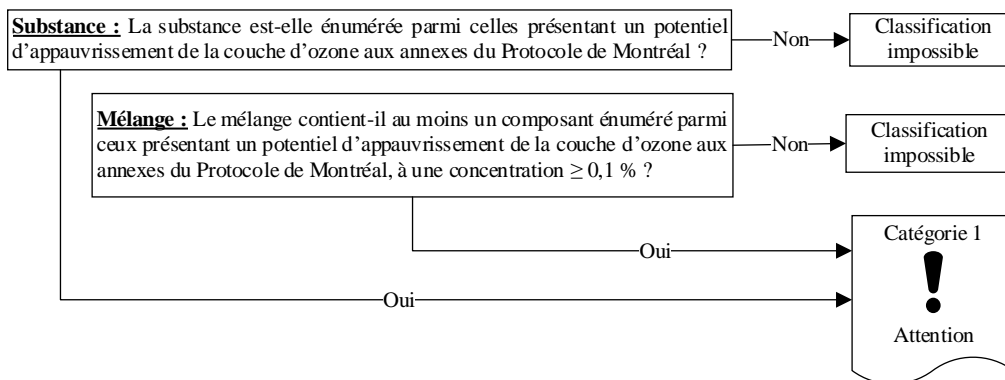 Substance : La substance est-elle énumérée parmi celles présentant un potentiel
d’appauvrissement de la couche d’ozone aux annexes du Protocole de Montréal ?
Non
Classification
impossible
Mélange : Le mélange contient-il au moins un composant énuméré parmi
ceux présentant un potentiel d’appauvrissement de la couche d’ozone aux
annexes du Protocole de Montréal, à une concentration ≥ 0,1 % ?
Non
Classification
impossible
Oui
Oui
Catégorie 1
Attention